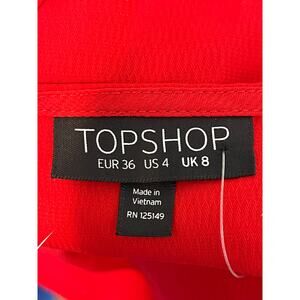 TOPSHOP
EUR 36 US 4 UK 8
Made in
Vietnam
RN 125149